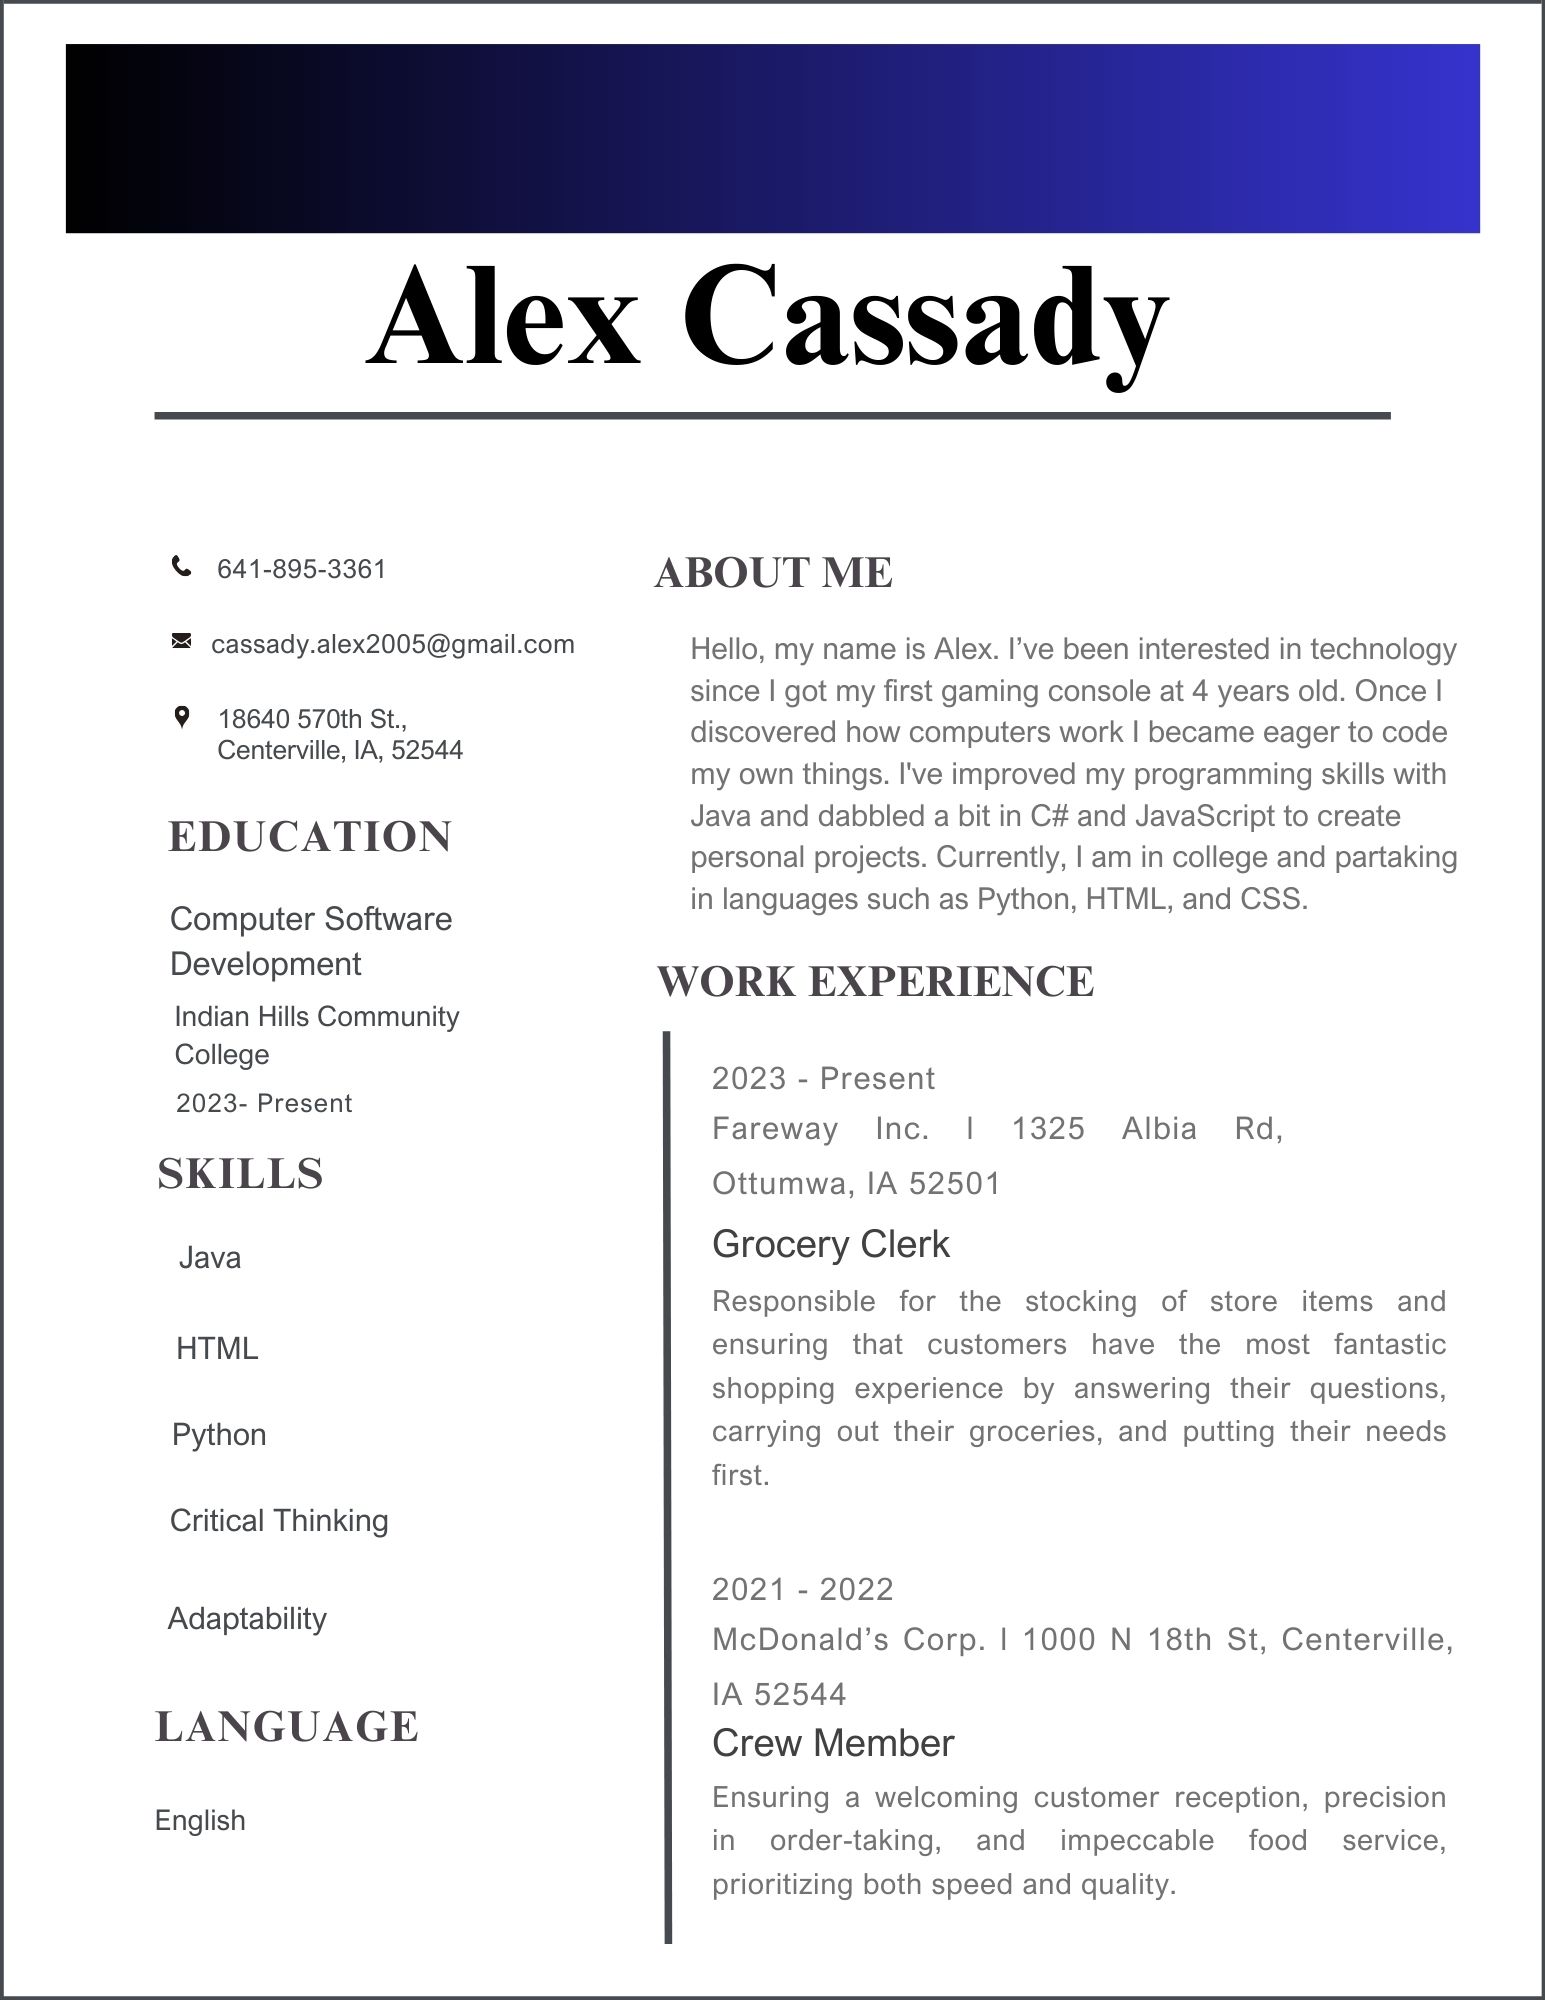 Alex Cassady
641-895-3361
cassady.alex2005@gmail.com
18640 570th St.,
Centerville, IA, 52544
EDUCATION
Computer Software
Development
Indian Hills Community
College
2023- Present
SKILLS
Java
HTML
Python
Critical Thinking
Adaptability
LANGUAGE
English
ABOUT ME
Hello, my name is Alex. I’ve been interested in technology
since I got my first gaming console at 4 years old. Once I
discovered how computers work I became eager to code
my own things. I've improved my programming skills with
Java and dabbled a bit in C# and JavaScript to create
personal projects. Currently, I am in college and partaking
in languages such as Python, HTML, and CSS.
WORK EXPERIENCE
2023 - Present
Fareway Inc. l 1325 Albia Rd,
Ottumwa, IA 52501
Grocery Clerk
Responsible for the stocking of store items and
ensuring that customers have the most fantastic
shopping experience by answering their questions,
carrying out their groceries, and putting their needs
first.
2021 - 2022
McDonald’s Corp. l 1000 N 18th St, Centerville,
IA 52544
Crew Member
Ensuring a welcoming customer reception, precision
in order-taking, and impeccable food service,
prioritizing both speed and quality.